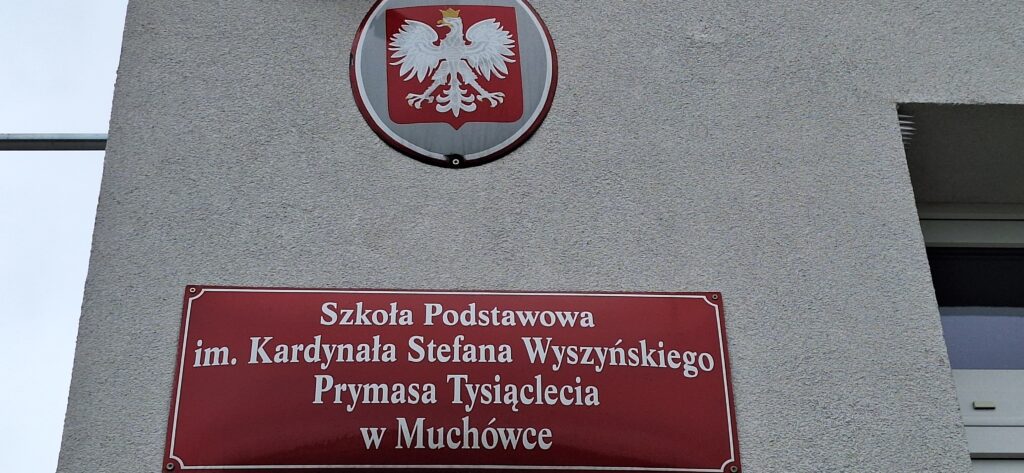 Szkoła Podstawowa
im. Kardynała Stefana Wyszyńskiego
Prymasa Tysiąclecia
w Muchówce